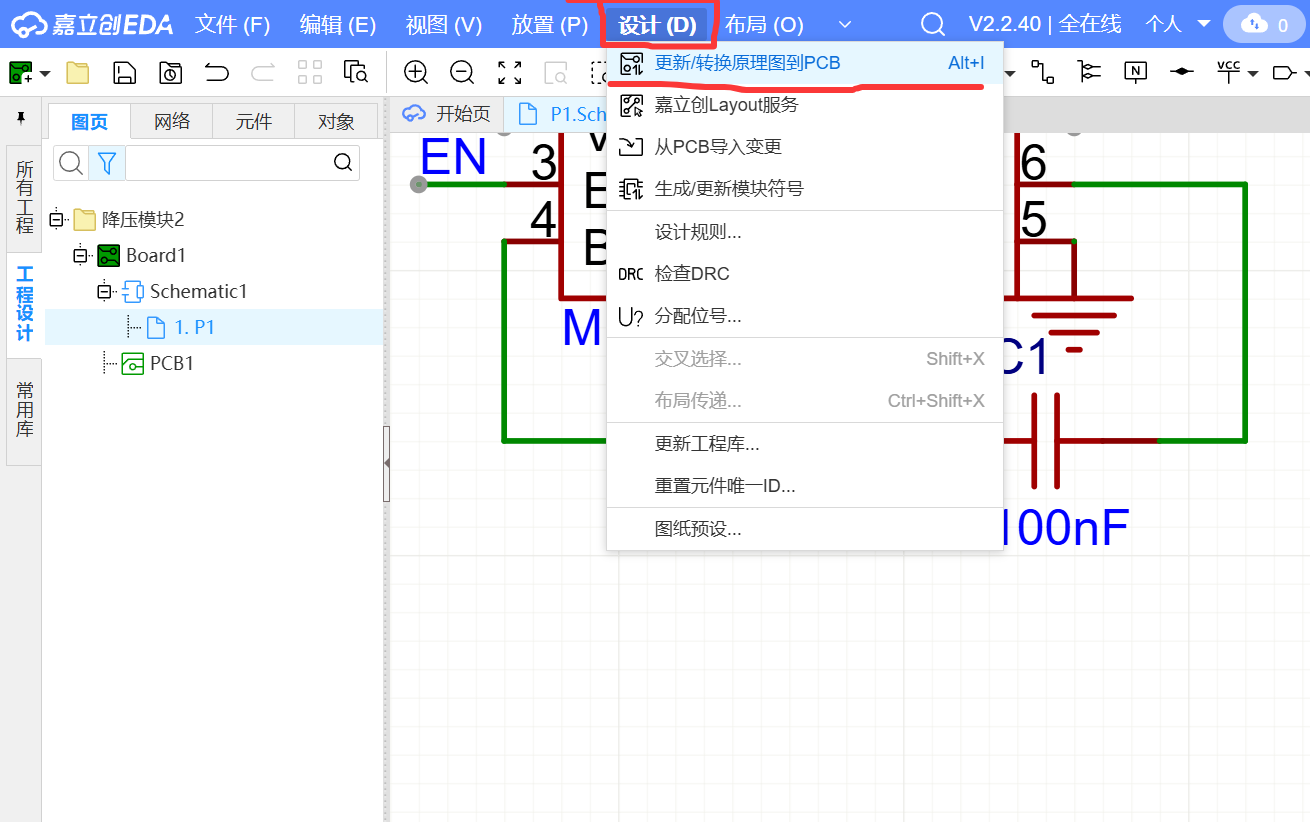 嘉立创EDA 文件 (F) 编辑 (E) 视图 (V) 放置 (P) 设计 (D) 布局 (O) V2.2.40 | 全在线 个人 0
N VCC
图页 网络 元件 对象
开始页 P1.Sch
所有工程
工程设计
常用库
降压模块2
Board1
Schematic1
1. P1
PCB1
更新/转换原理图到PCB Alt+I
嘉立创Layout服务
从PCB导入变更
生成/更新模块符号
设计规则...
DRC 检查DRC
U? 分配位号...
交叉选择... Shift+X
布局传递... Ctrl+Shift+X
更新工程库...
重置元件唯一ID...
图纸预设...
EN 3 6
4 5
M
C1
100nF